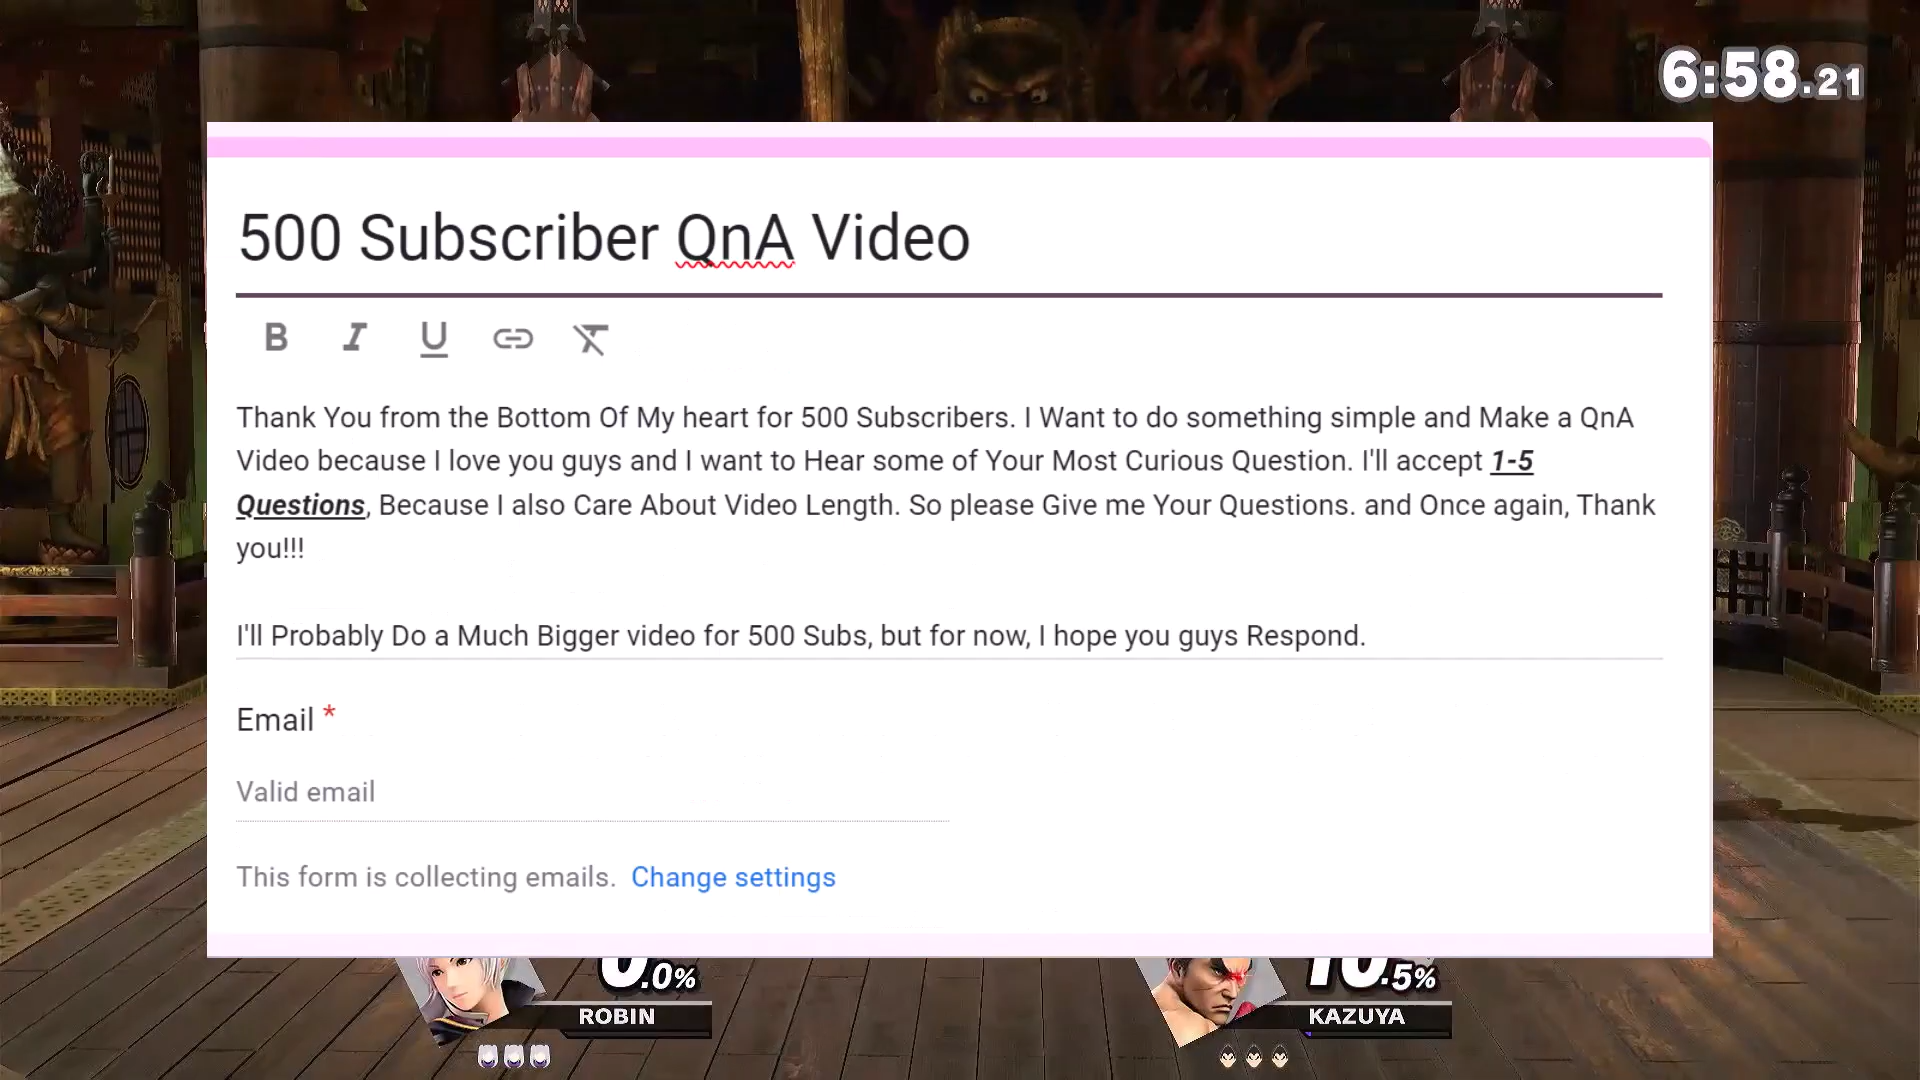 6:58.21
500 Subscriber QnA Video
B I U
Thank You from the Bottom Of My heart for 500 Subscribers. I Want to do something simple and Make a QnA
Video because I love you guys and I want to Hear some of Your Most Curious Question. I'll accept 1-5
Questions, Because I also Care About Video Length. So please Give me Your Questions. and Once again, Thank
you!!!
I'll Probably Do a Much Bigger video for 500 Subs, but for now, I hope you guys Respond.
Email *
Valid email
This form is collecting emails. Change settings
0.0%
10.5%
ROBIN
KAZUYA